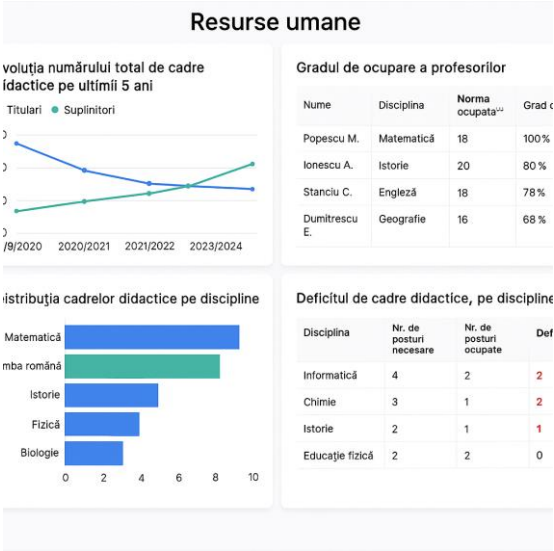 Resurse umane
voluția numărului total de cadre
idactice pe ultimíi 5 ani
Titulari Suplinitori
/9/2020 2020/2021 2021/2022 2023/2024
Gradul de ocupare a profesorilor
Nume Disciplina Norma ocupata Grad
Popescu M. Matematică 18 100%
Ionescu A. Istorie 20 80%
Stanciu C. Engleză 18 78%
Dumitrescu E. Geografie 16 68%
istribuția cadrelor didactice pe discipline
Matematică
mba română
Istorie
Fizică
Biologie
0 2 4 6 8 10
Deficítul de cadre didactice, pe discipline
Disciplina Nr. de posturi necesare Nr. de posturi ocupate Def
Informatică 4 2 2
Chimie 3 1 2
Istorie 2 1 1
Educație fizică 2 2 0